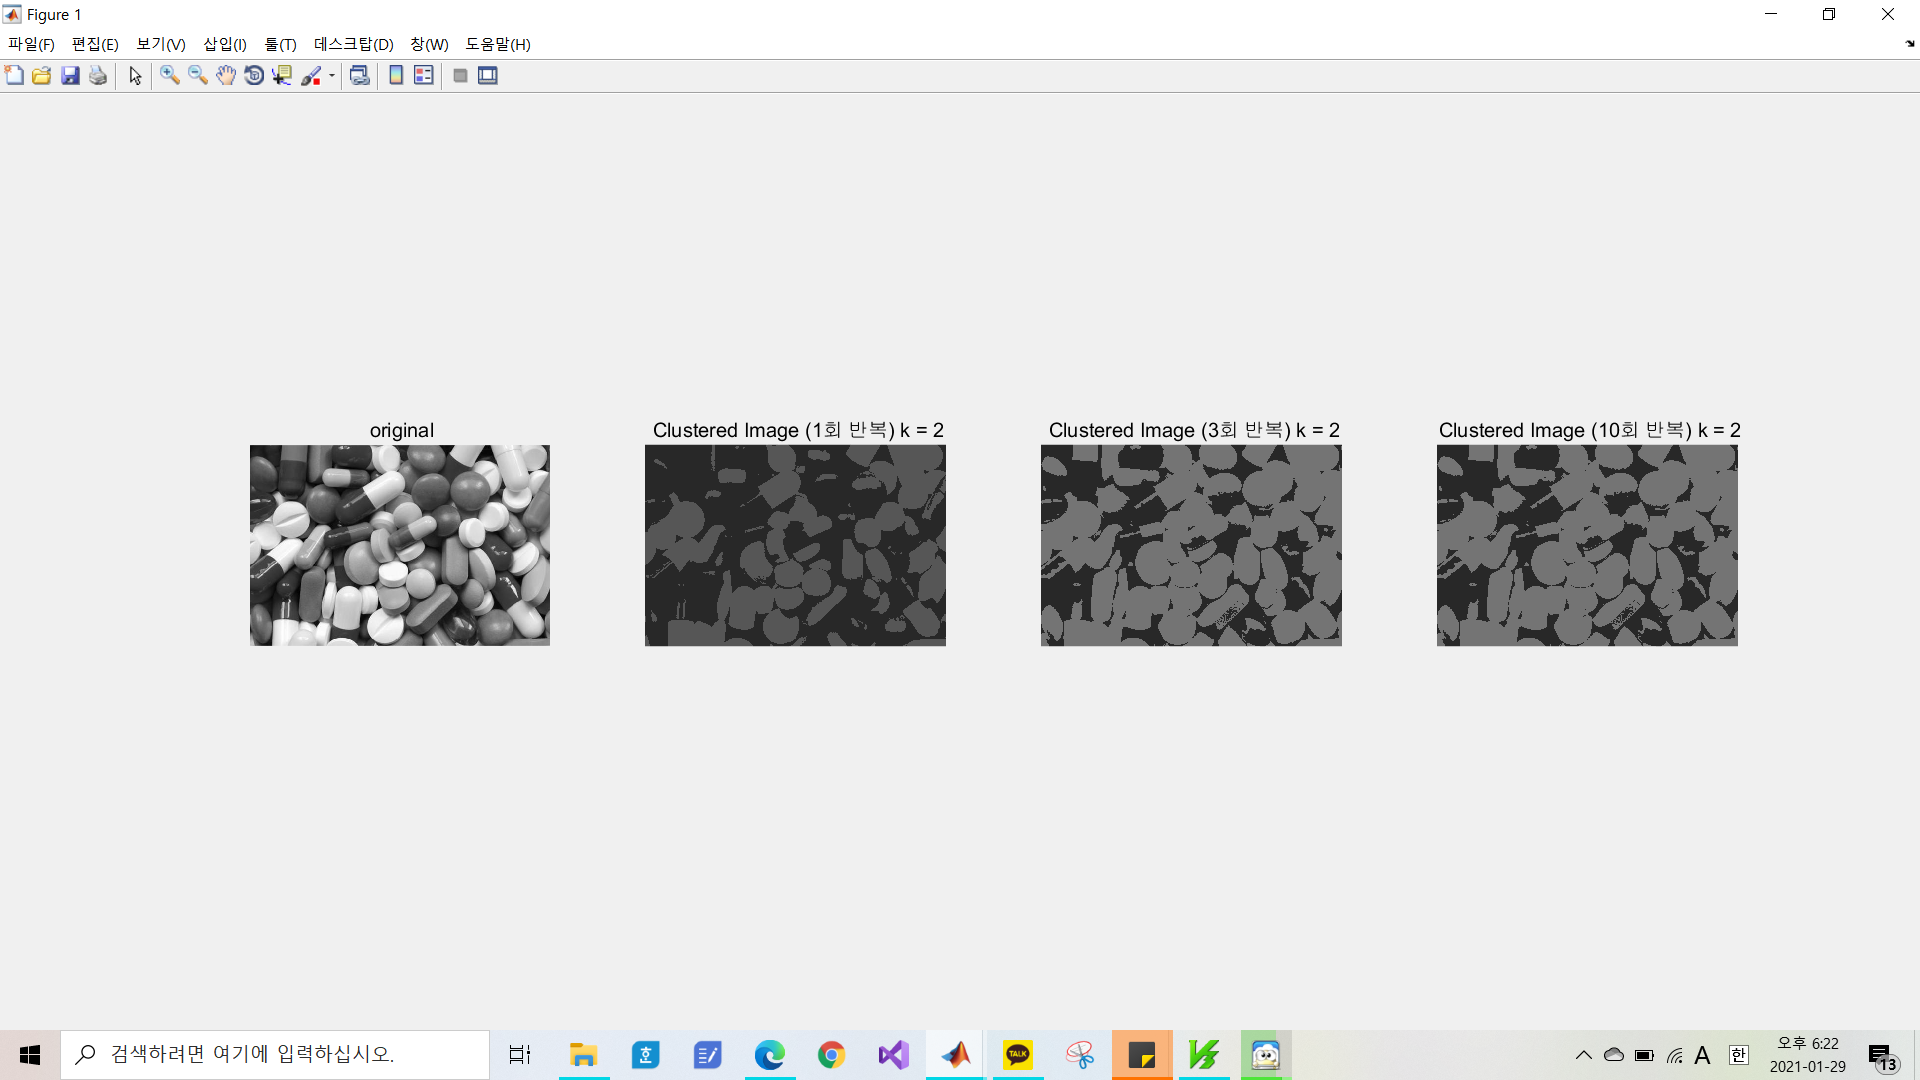 Figure 1
파일(F) 편집(E) 보기(V) 삽입(I) 툴(T) 데스크탑(D) 창(W) 도움말(H)
original
Clustered Image (1회 반복) k = 2
Clustered Image (3회 반복) k = 2
Clustered Image (10회 반복) k = 2
검색하려면 여기에 입력하십시오.
호
TALK
A
한
오후 6:22
2021-01-29
13